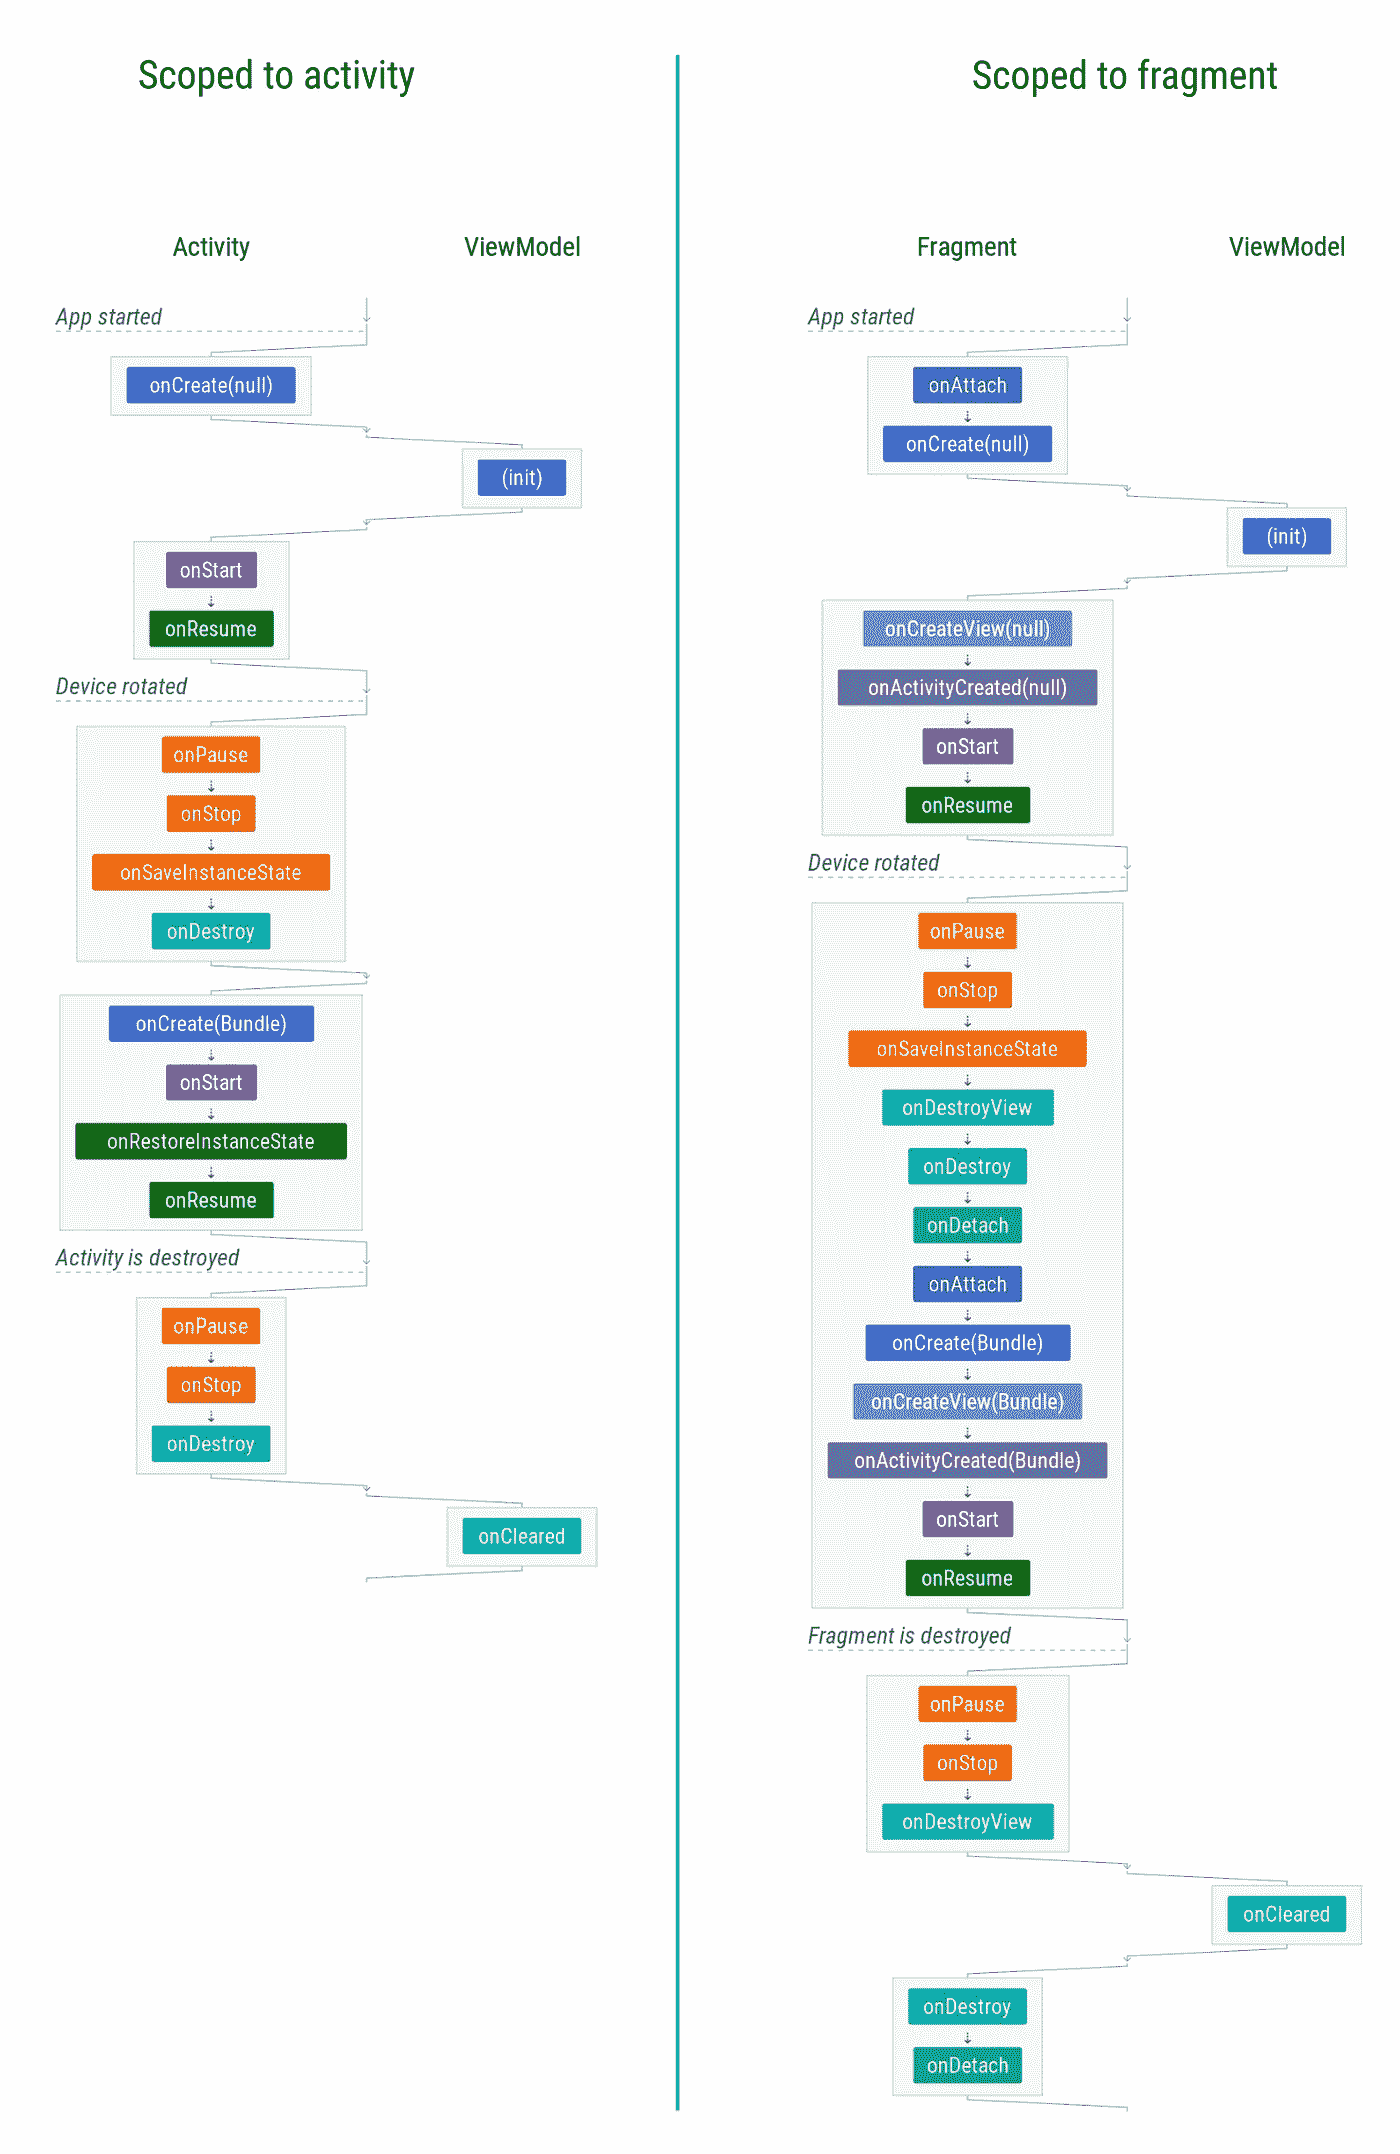 Scoped to activity
Activity
ViewModel
App started
onCreate(null)
(init)
onStart
onResume
Device rotated
onPause
onStop
onSaveInstanceState
onDestroy
onCreate(Bundle)
onStart
onRestoreInstanceState
onResume
Activity is destroyed
onPause
onStop
onDestroy
onCleared
Scoped to fragment
Fragment
ViewModel
App started
onAttach
onCreate(null)
(init)
onCreateView(null)
onActivityCreated(null)
onStart
onResume
Device rotated
onPause
onStop
onSaveInstanceState
onDestroyView
onDestroy
onDetach
onAttach
onCreate(Bundle)
onCreateView(Bundle)
onActivityCreated(Bundle)
onStart
onResume
Fragment is destroyed
onPause
onStop
onDestroyView
onCleared
onDestroy
onDetach